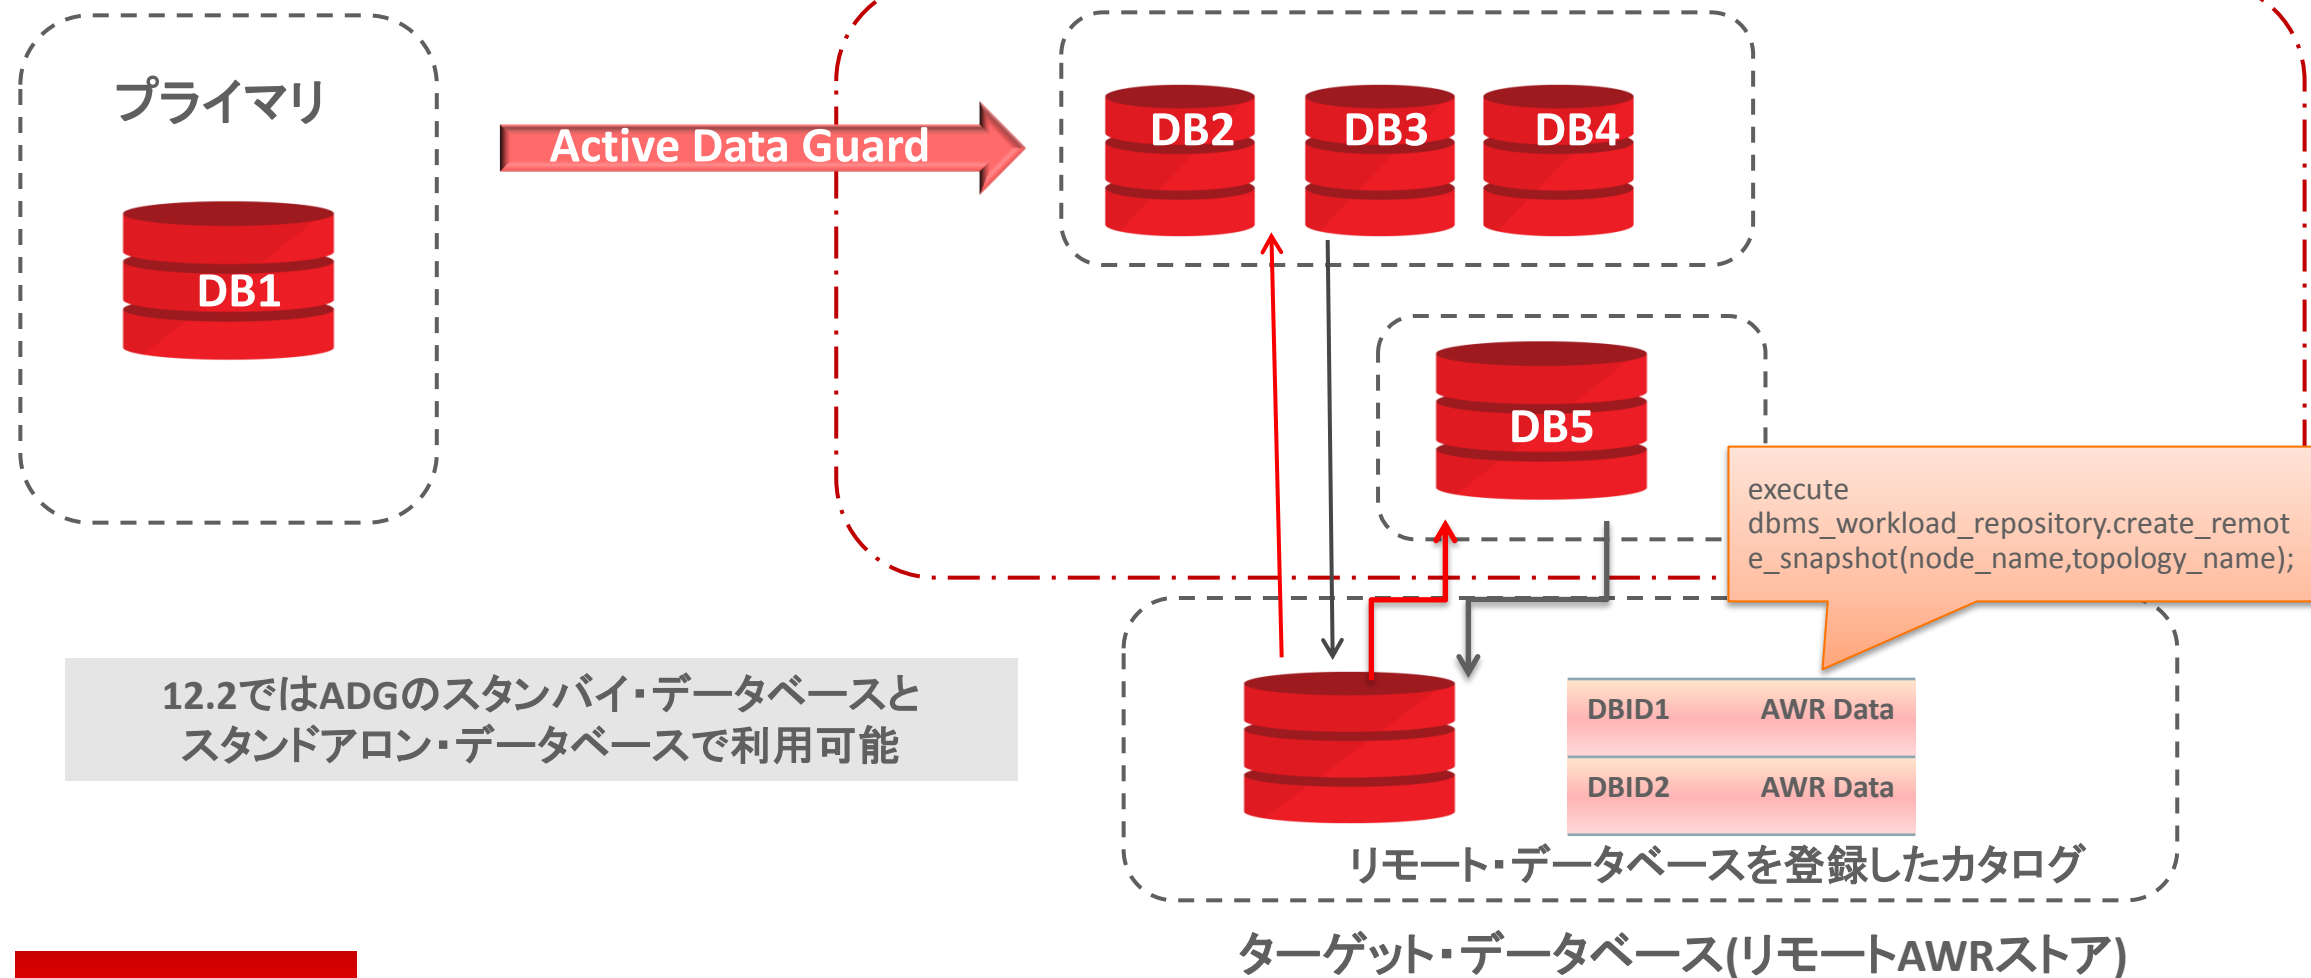 プライマリ
DB1
Active Data Guard
DB2
DB3
DB4
DB5
execute
dbms_workload_repository.create_remot
e_snapshot(node_name,topology_name);
12.2ではADGのスタンバイ・データベースと
スタンドアロン・データベースで利用可能
DBID1 AWR Data
DBID2 AWR Data
リモート・データベースを登録したカタログ
ターゲット・データベース(リモートAWRストア)